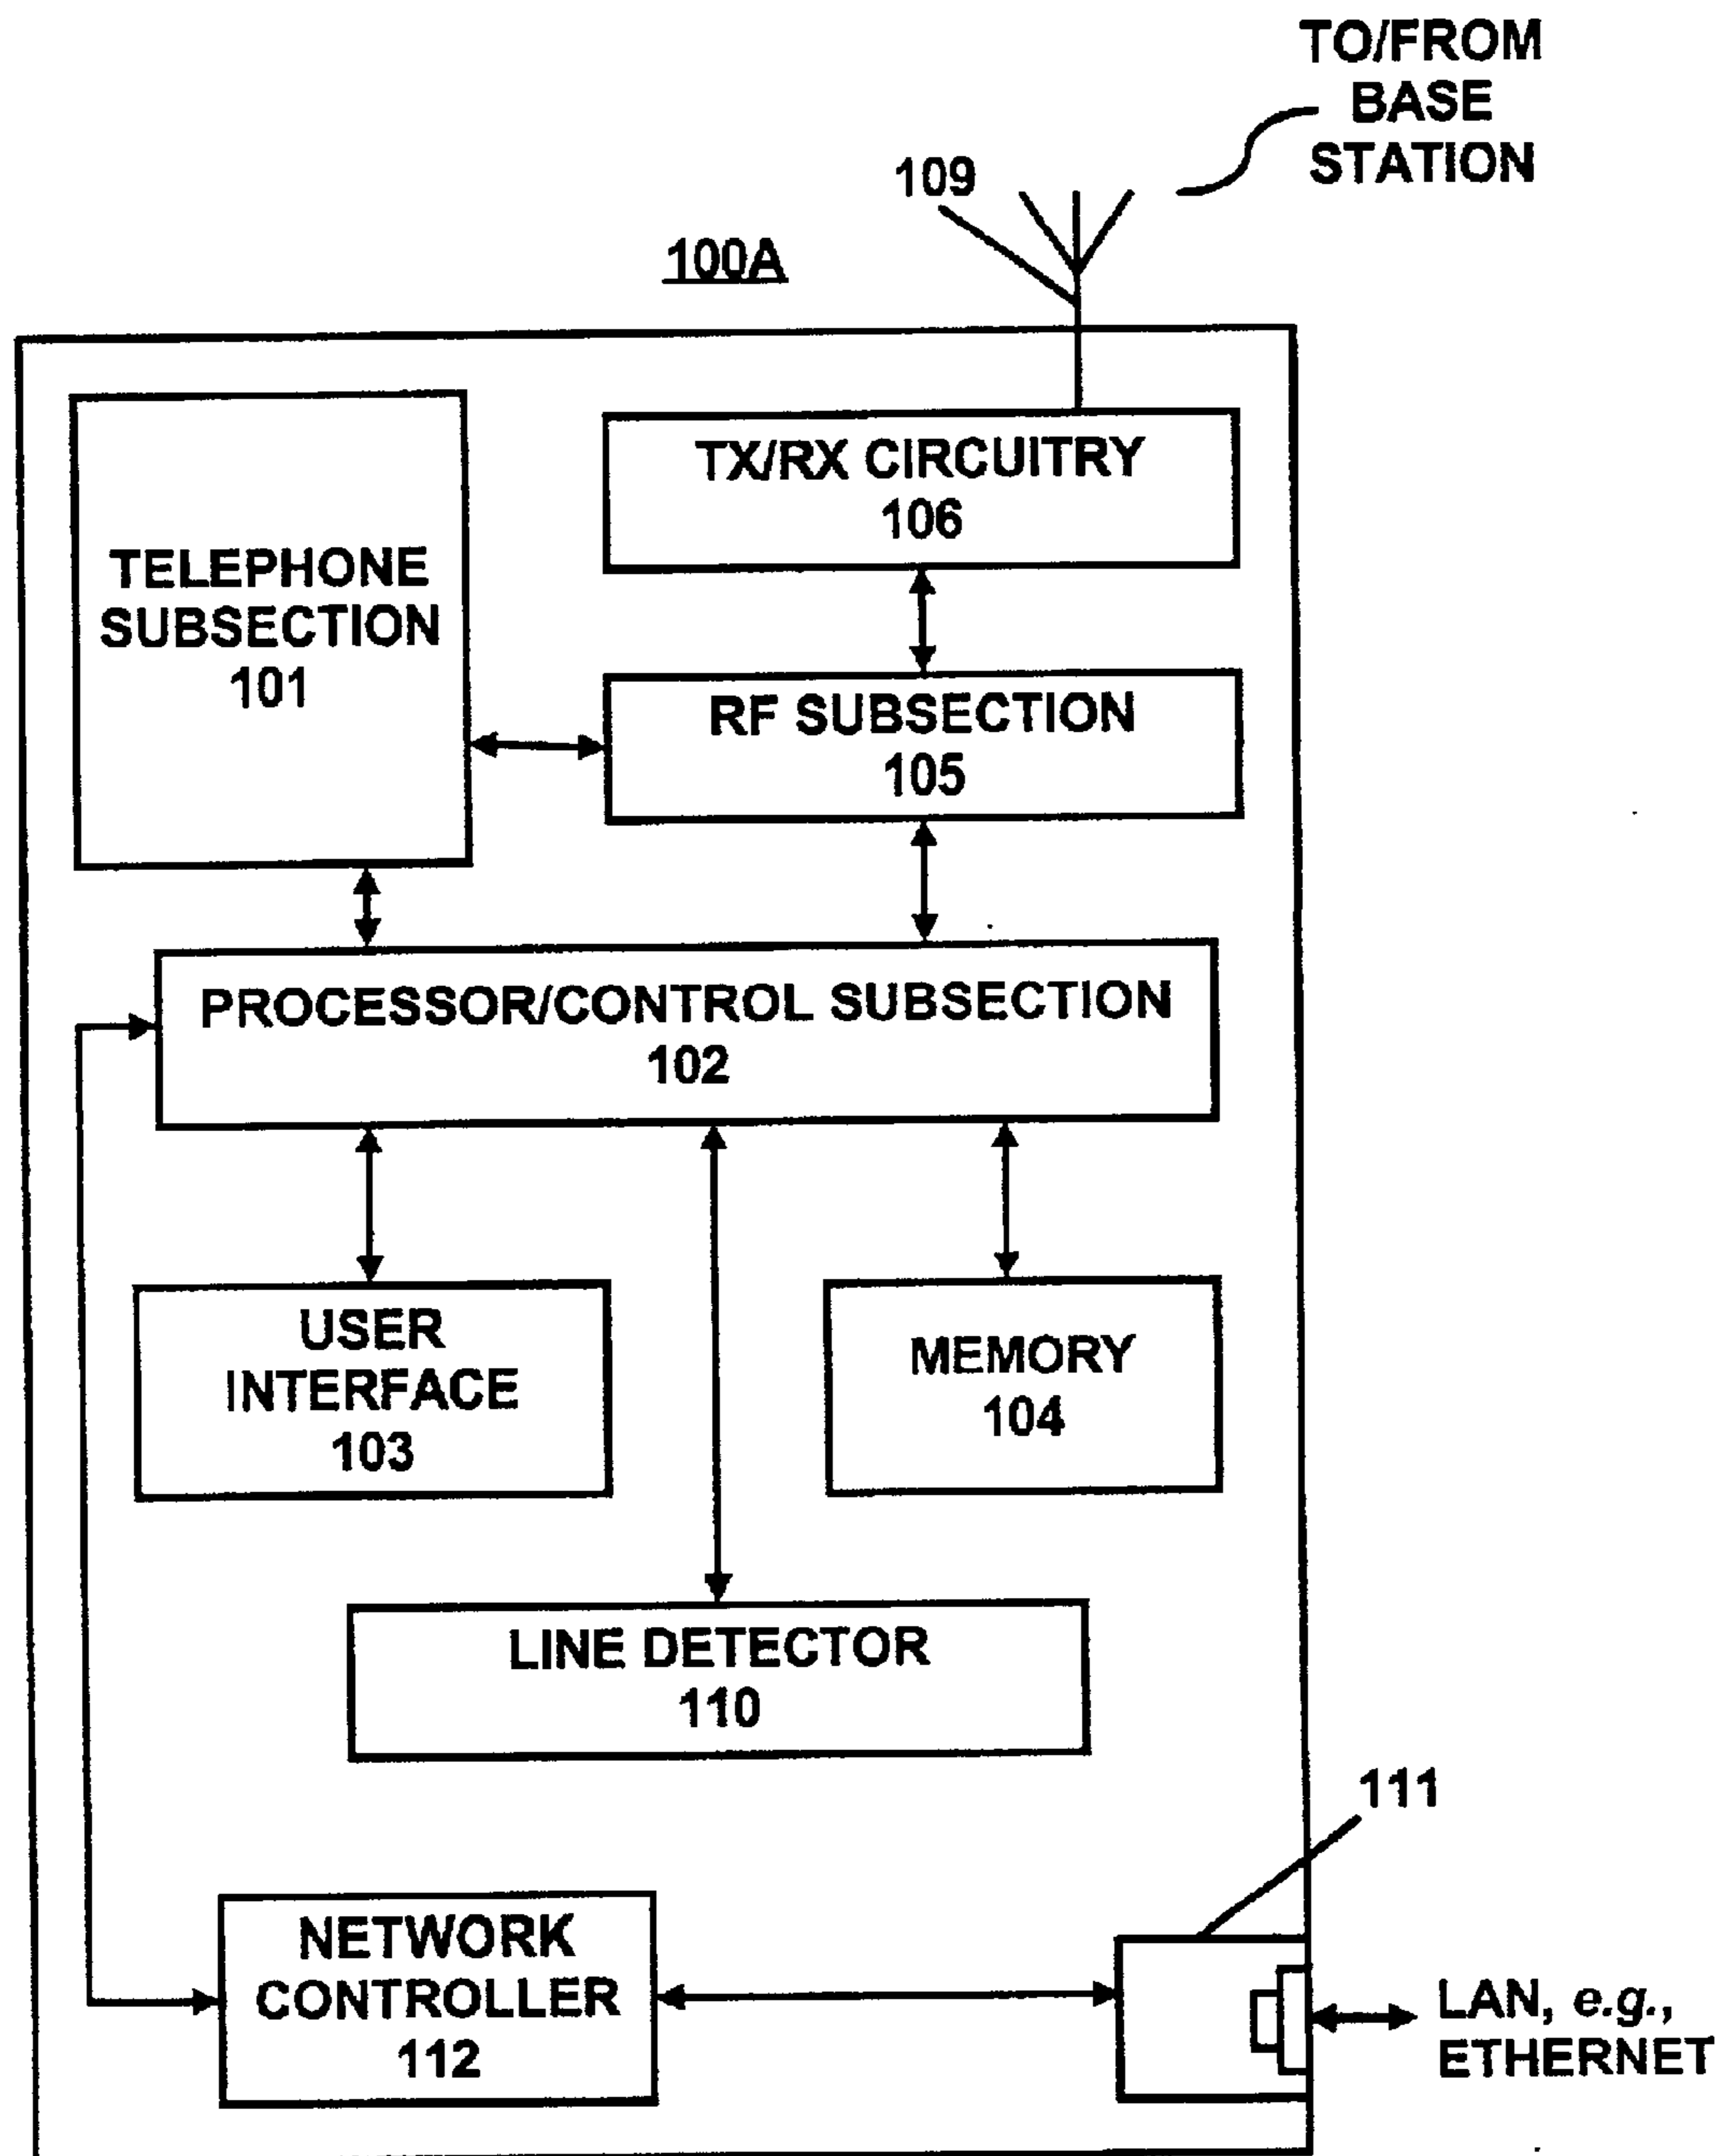 TO/FROM
BASE
STATION
109
100A
TX/RX CIRCUITRY
106
TELEPHONE
SUBSECTION
101
RF SUBSECTION
105
PROCESSOR/CONTROL SUBSECTION
102
USER
INTERFACE
103
MEMORY
104
LINE DETECTOR
110
111
NETWORK
CONTROLLER
112
LAN, e.g.,
ETHERNET